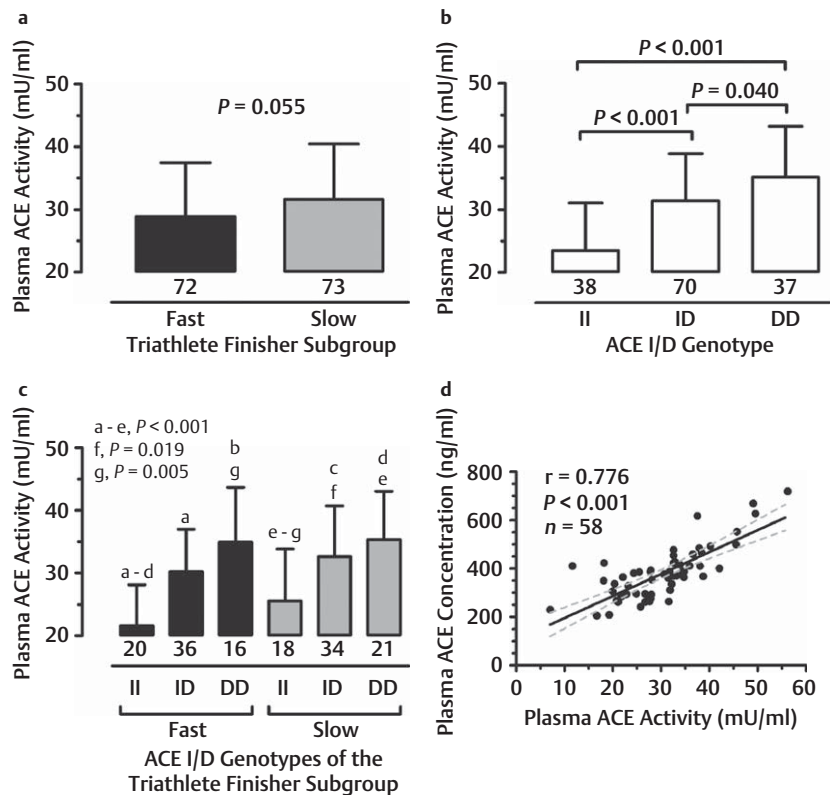 a
Plasma ACE Activity (mU/ml)
50
40
30
20
P = 0.055
72 73
Fast Slow
Triathlete Finisher Subgroup
b
Plasma ACE Activity (mU/ml)
50
40
30
20
P < 0.001
P = 0.040
P < 0.001
38 70 37
II ID DD
ACE I/D Genotype
c
Plasma ACE Activity (mU/ml)
50
40
30
20
a - e, P < 0.001
f, P = 0.019
g, P = 0.005
a - d
a
b
g
e - g
c
f
d
e
20 36 16 18 34 21
II ID DD II ID DD
Fast Slow
ACE I/D Genotypes of the
Triathlete Finisher Subgroup
d
Plasma ACE Concentration (ng/ml)
800
600
400
200
0
r = 0.776
P < 0.001
n = 58
0 10 20 30 40 50 60
Plasma ACE Activity (mU/ml)